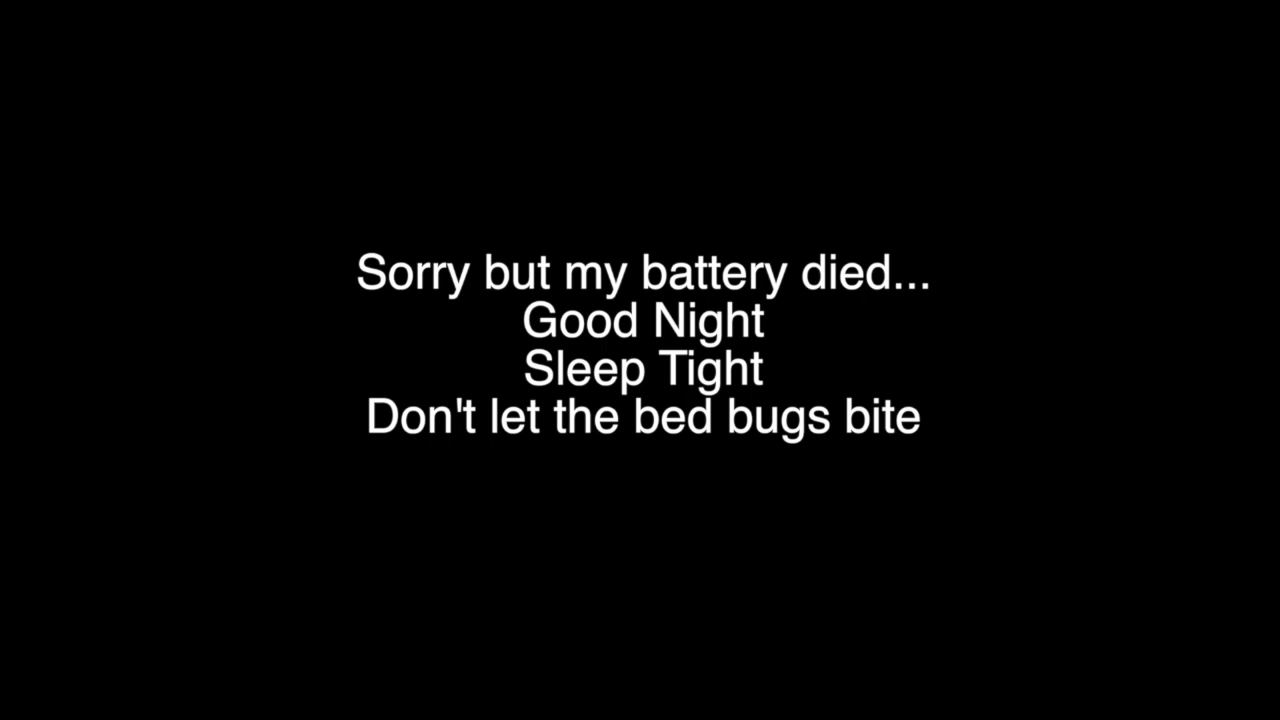 Sorry but my battery died...
Good Night
Sleep Tight
Don't let the bed bugs bite